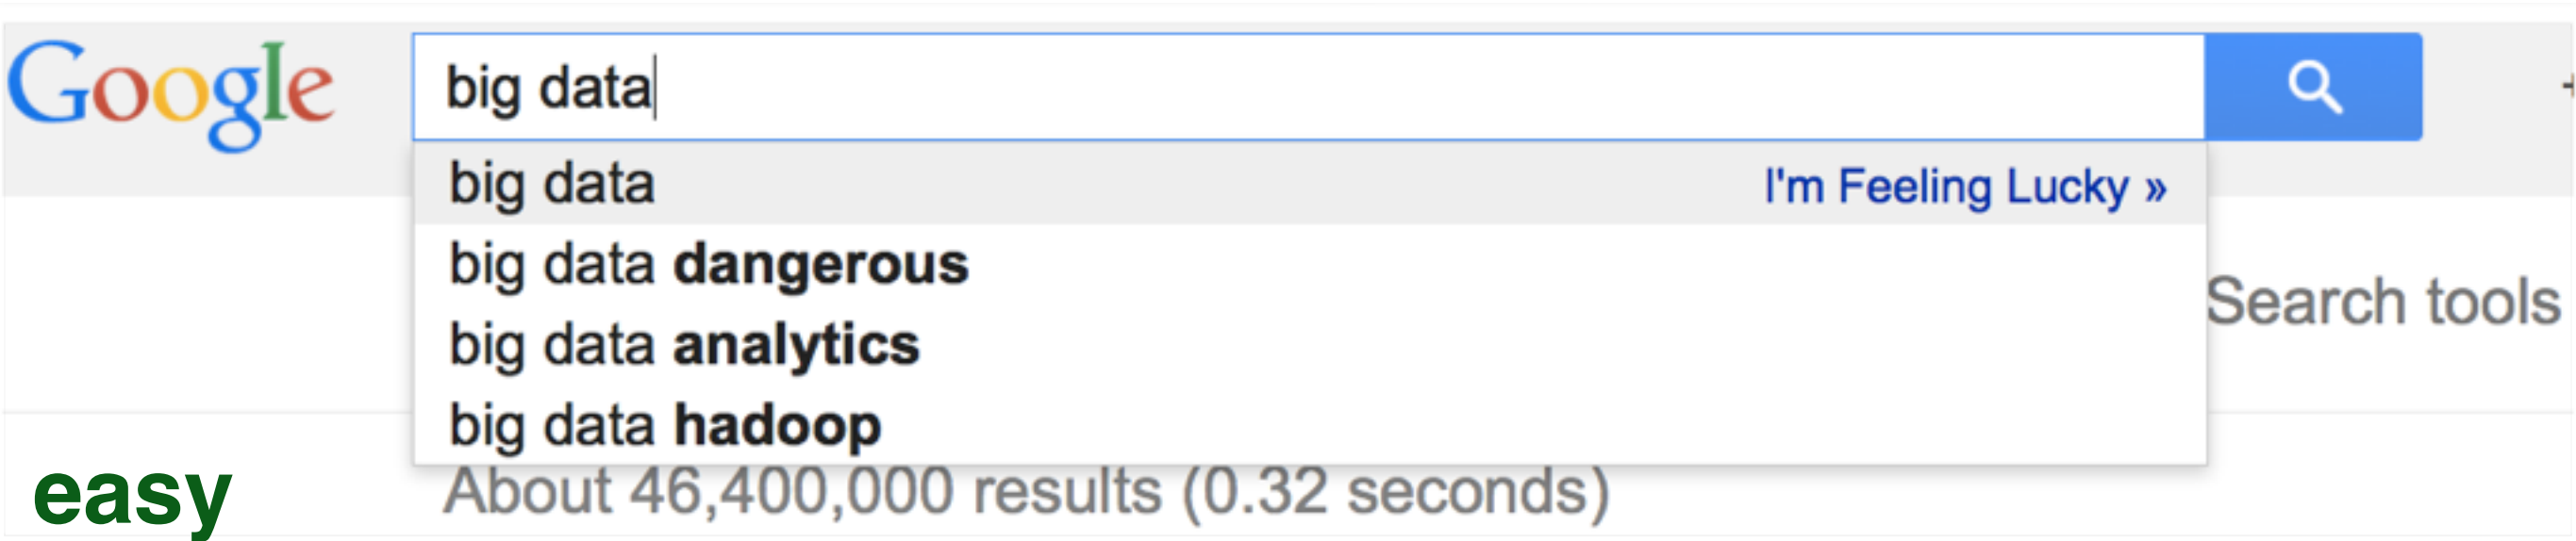 Google
big data
big data I'm Feeling Lucky »
big data dangerous
Search tools
big data analytics
big data hadoop
easy About 46,400,000 results (0.32 seconds)